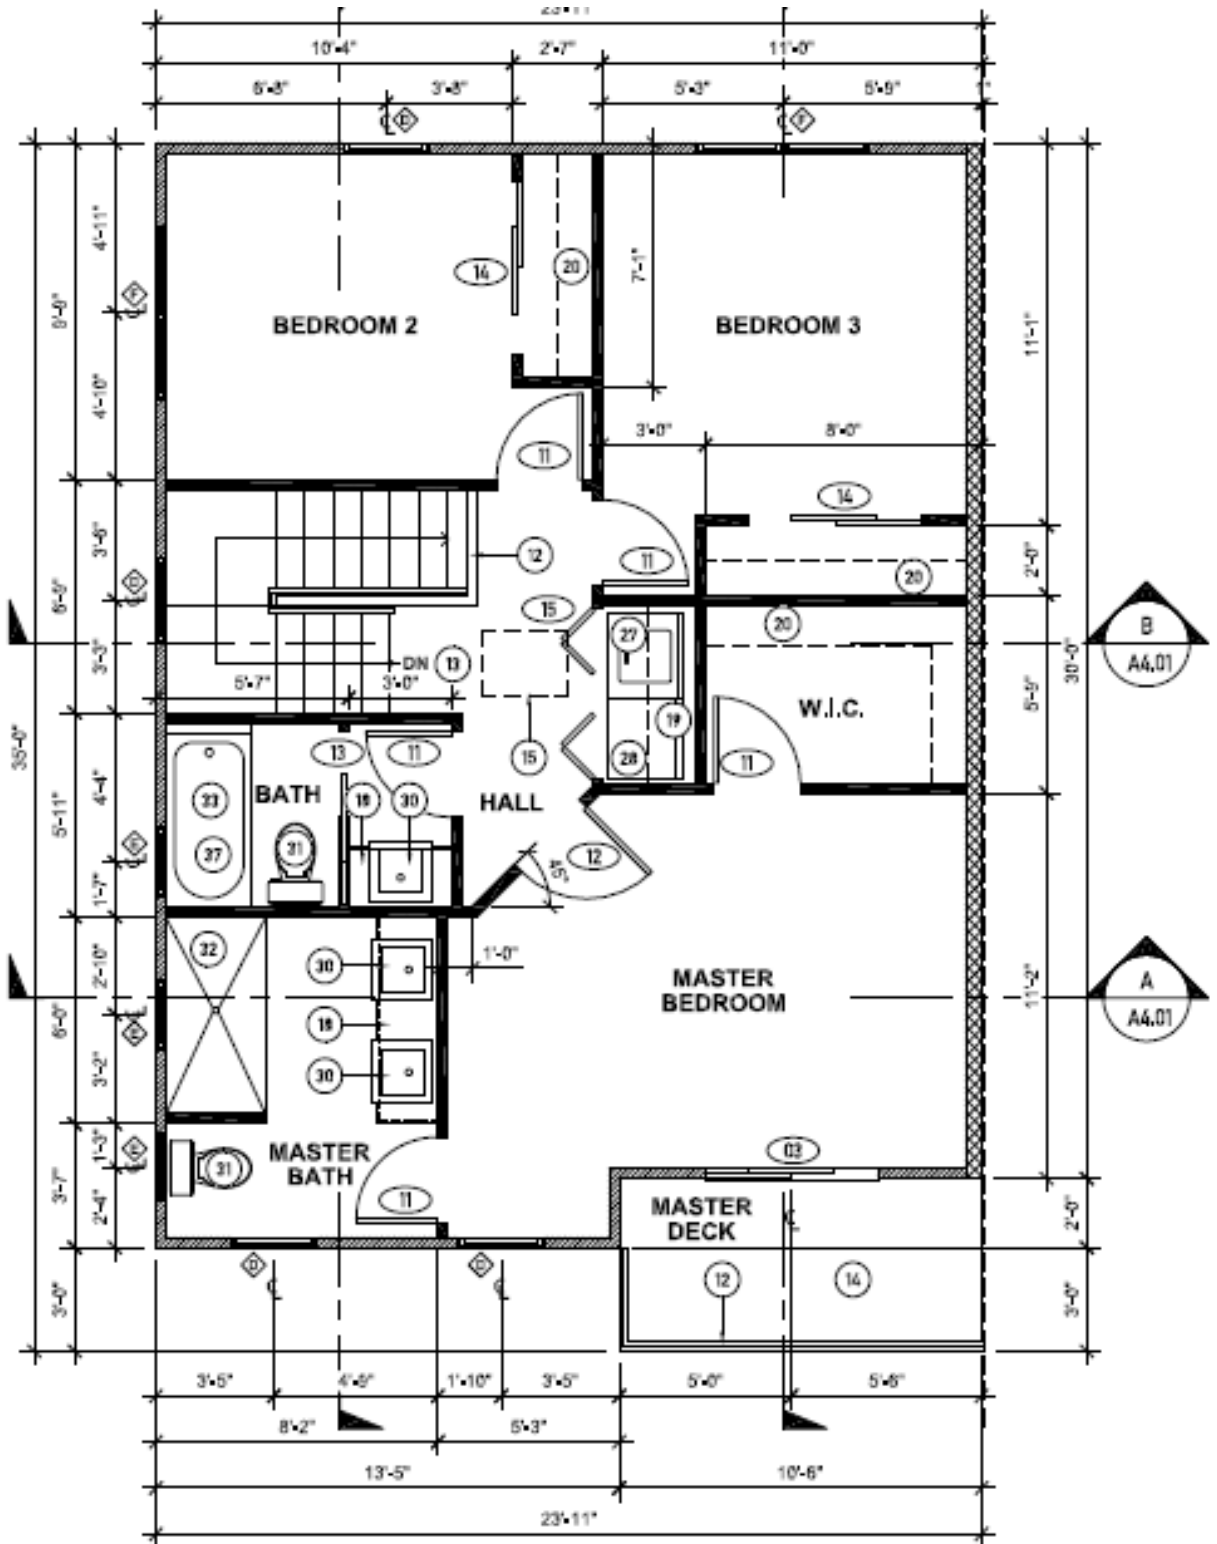 23'-11"
10'-4" 2'-7" 11'-0"
6'-8" 3'-8" 5'-3" 5'-9" 1"
D F
4'-11"
7'-1"
14 20
F
BEDROOM 2 BEDROOM 3
9'-9" 11'-1"
4'-10"
3'-0" 8'-0"
11
14
3'-6"
12 11 2'-0"
20
6'-9" 15
20 B
27
3'-3" DN 13 A4.01
30'-0"
5'-7" 3'-0" 5'-9"
W.I.C.
19
35'-0" 13 11 15 28 11
4'-4" BATH HALL
33 18 30
5'-11"
31 37 12
45°
1'-7"
32 1'-0"
2'-10" 30
MASTER
BEDROOM
A
A4.01
11'-2"
6'-0" 18
E
3'-2" 30
1'-3" E
MASTER
BATH
31 03
3'-7" 11
MASTER
DECK
2'-4" 2'-0"
D D
12 14
3'-0" 3'-0"
3'-5" 1'-10" 3'-5" 5'-0" 5'-6"
8'-2" 5'-3"
13'-5" 10'-6"
23'-11"